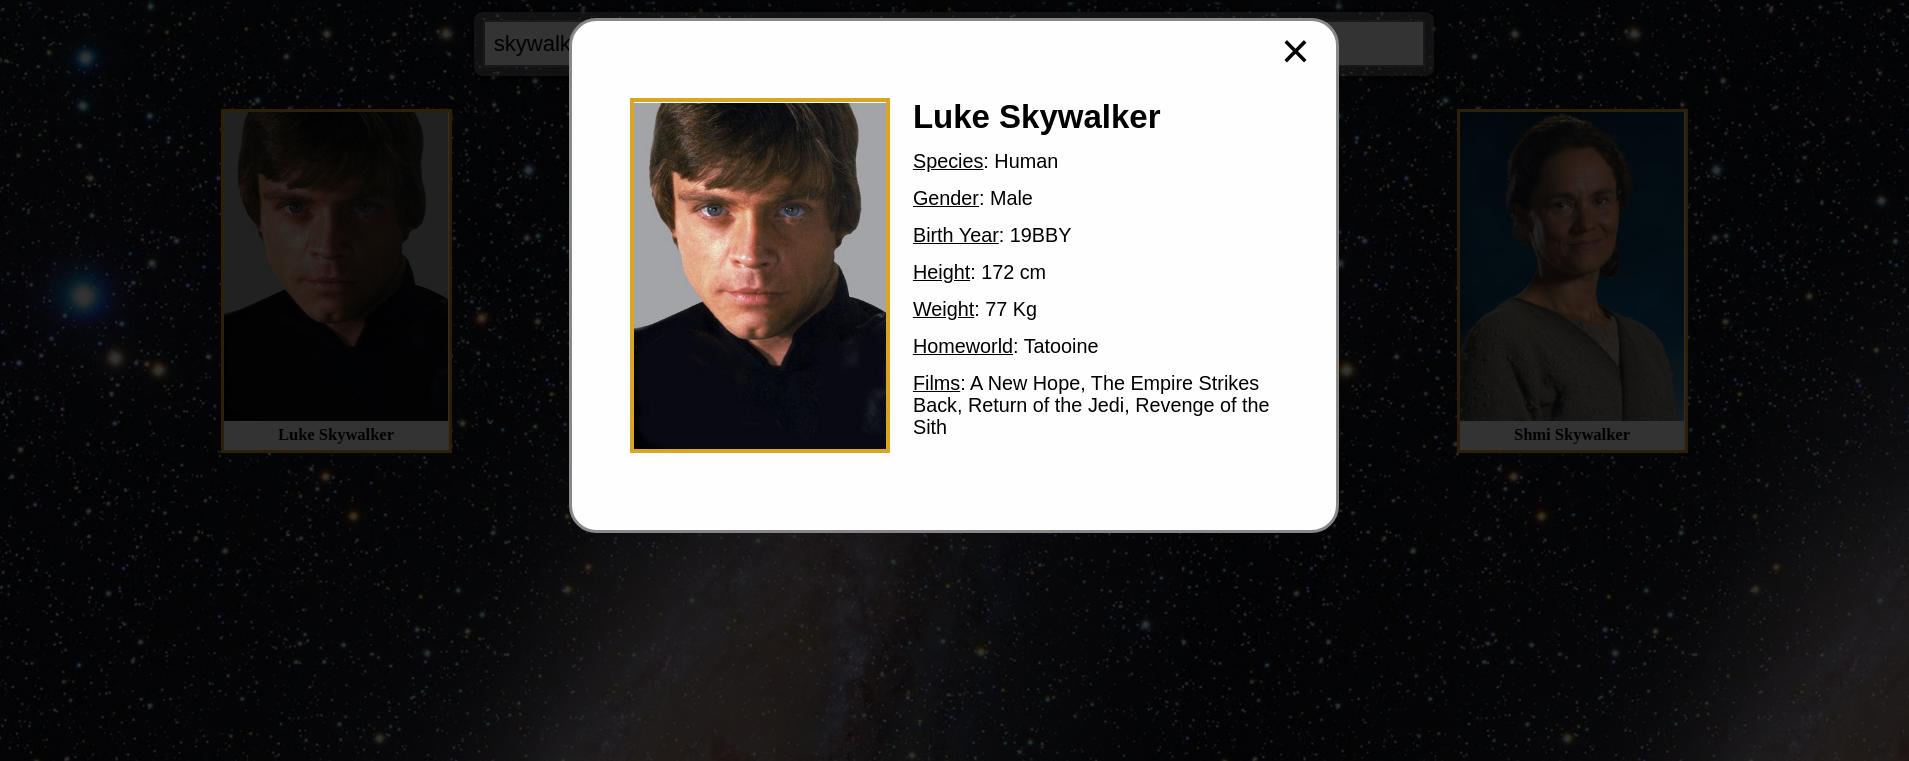 skywalk
Luke Skywalker
Species: Human
Gender: Male
Birth Year: 19BBY
Height: 172 cm
Weight: 77 Kg
Homeworld: Tatooine
Films: A New Hope, The Empire Strikes
Back, Return of the Jedi, Revenge of the
Sith
Luke Skywalker
Shmi Skywalker